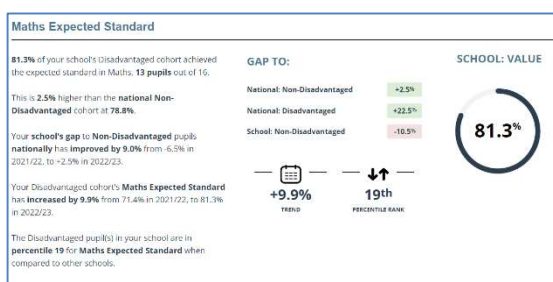 Maths Expected Standard
81.3% of your school's Disadvantaged cohort achieved
the expected standard in Maths. 13 pupils out of 16.
This is 2.5% higher than the national Non-
Disadvantaged cohort at 78.8%.
Your school's gap to Non-Disadvantaged pupils
nationally has improved by 9.0% from -6.5% in
2021/22, to +2.5% in 2022/23.
Your Disadvantaged cohort's Maths Expected Standard
has increased by 9.9% from 71.4% in 2021/22, to 81.3%
in 2022/23.
The Disadvantaged pupil(s) in your school are in
percentile 19 for Maths Expected Standard when
compared to other schools.
GAP TO:
National: Non-Disadvantaged +2.5%
National: Disadvantaged +22.5%
School: Non-Disadvantaged -10.5%
+9.9%
TREND
19th
PERCENTILE RANK
SCHOOL: VALUE
81.3%